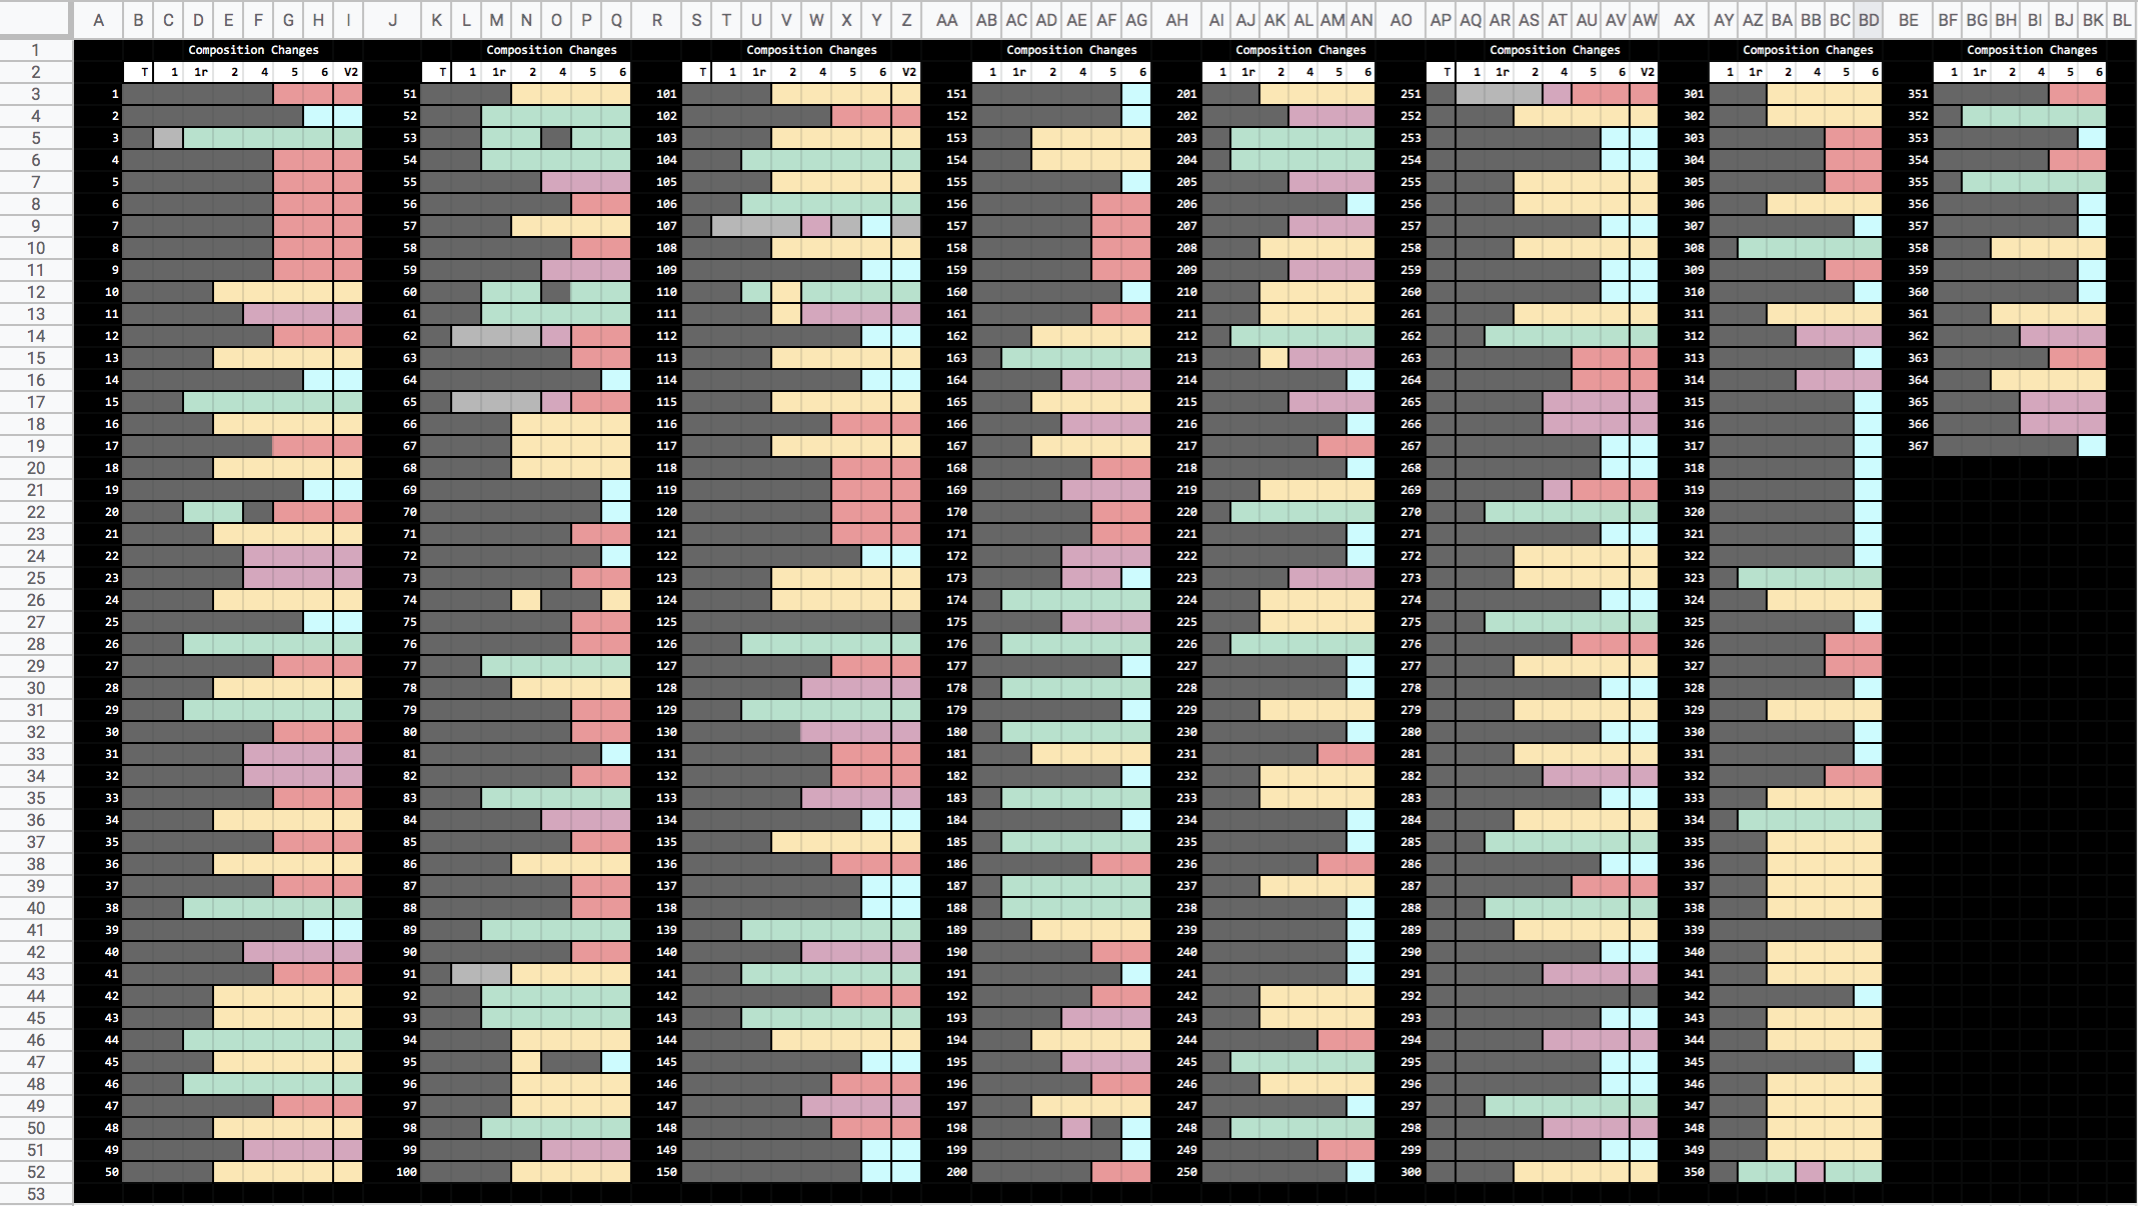 A B C D E F G H I J K L M N O P Q R S T U V W X Y Z AA AB AC AD AE AF AG AH AI AJ AK AL AM AN AO AP AQ AR AS AT AU AV AW AX AY AZ BA BB BC BD BE BF BG BH BI BJ BK BL
1 Composition Changes Composition Changes Composition Changes Composition Changes Composition Changes Composition Changes Composition Changes Composition Changes
2 T 1 1r 2 4 5 6 V2 T 1 1r 2 4 5 6 T 1 1r 2 4 5 6 V2 1 1r 2 4 5 6 1 1r 2 4 5 6 T 1 1r 2 4 5 6 V2 1 1r 2 4 5 6 1 1r 2 4 5 6
3 1 51 101 151 201 251 301 351
4 2 52 102 152 202 252 302 352
5 3 53 103 153 203 253 303 353
6 4 54 104 154 204 254 304 354
7 5 55 105 155 205 255 305 355
8 6 56 106 156 206 256 306 356
9 7 57 107 157 207 257 307 357
10 8 58 108 158 208 258 308 358
11 9 59 109 159 209 259 309 359
12 10 60 110 160 210 260 310 360
13 11 61 111 161 211 261 311 361
14 12 62 112 162 212 262 312 362
15 13 63 113 163 213 263 313 363
16 14 64 114 164 214 264 314 364
17 15 65 115 165 215 265 315 365
18 16 66 116 166 216 266 316 366
19 17 67 117 167 217 267 317 367
20 18 68 118 168 218 268 318
21 19 69 119 169 219 269 319
22 20 70 120 170 220 270 320
23 21 71 121 171 221 271 321
24 22 72 122 172 222 272 322
25 23 73 123 173 223 273 323
26 24 74 124 174 224 274 324
27 25 75 125 175 225 275 325
28 26 76 126 176 226 276 326
29 27 77 127 177 227 277 327
30 28 78 128 178 228 278 328
31 29 79 129 179 229 279 329
32 30 80 130 180 230 280 330
33 31 81 131 181 231 281 331
34 32 82 132 182 232 282 332
35 33 83 133 183 233 283 333
36 34 84 134 184 234 284 334
37 35 85 135 185 235 285 335
38 36 86 136 186 236 286 336
39 37 87 137 187 237 287 337
40 38 88 138 188 238 288 338
41 39 89 139 189 239 289 339
42 40 90 140 190 240 290 340
43 41 91 141 191 241 291 341
44 42 92 142 192 242 292 342
45 43 93 143 193 243 293 343
46 44 94 144 194 244 294 344
47 45 95 145 195 245 295 345
48 46 96 146 196 246 296 346
49 47 97 147 197 247 297 347
50 48 98 148 198 248 298 348
51 49 99 149 199 249 299 349
52 50 100 150 200 250 300 350
53